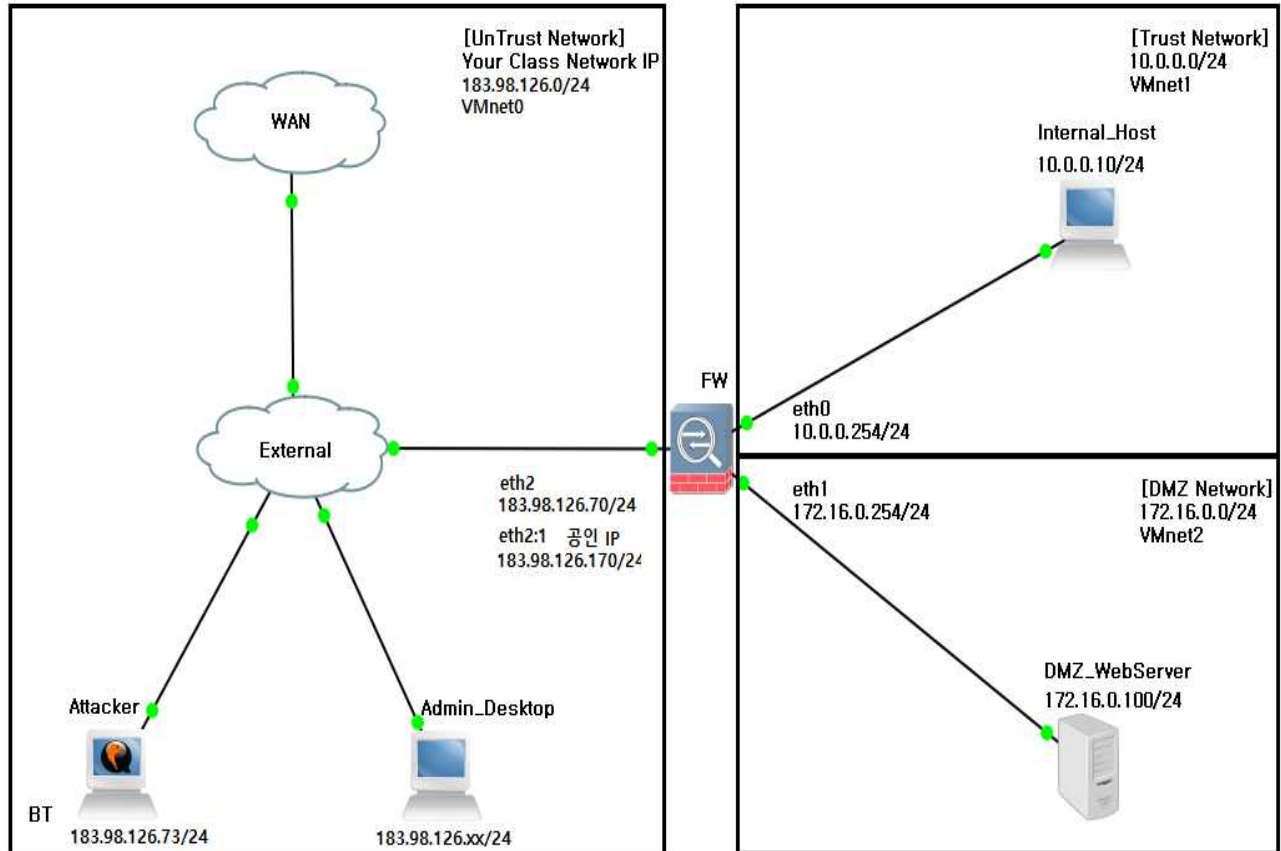 [UnTrust Network]
Your Class Network IP
183.98.126.0/24
VMnet0
WAN
External
eth2
183.98.126.70/24
eth2:1 공인 IP
183.98.126.170/24
Attacker
BT
183.98.126.73/24
Admin_Desktop
183.98.126.xx/24
FW
[Trust Network]
10.0.0.0/24
VMnet1
Internal_Host
10.0.0.10/24
eth0
10.0.0.254/24
eth1
172.16.0.254/24
[DMZ Network]
172.16.0.0/24
VMnet2
DMZ_WebServer
172.16.0.100/24